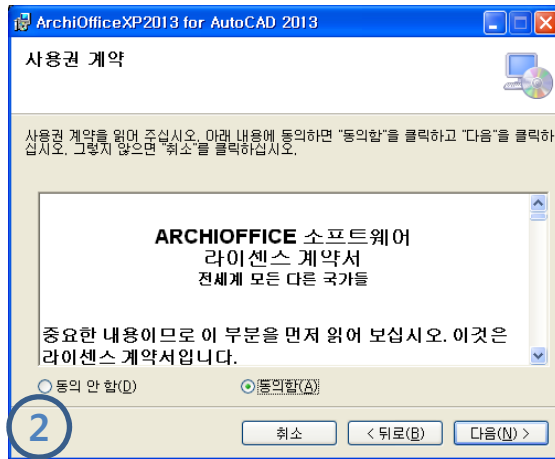 ArchiOfficeXP2013 for AutoCAD 2013
사용권 계약
사용권 계약을 읽어 주십시오. 아래 내용에 동의하면 "동의함"을 클릭하고 "다음"을 클릭하
십시오. 그렇지 않으면 "취소"를 클릭하십시오.
ARCHIOFFICE 소프트웨어
라이센스 계약서
전세계 모든 다른 국가들
중요한 내용이므로 이 부분을 먼저 읽어 보십시오. 이것은
라이센스 계약서입니다.
동의 안 함(D) 동의함(A)
2 취소 < 뒤로(B) 다음(N) >